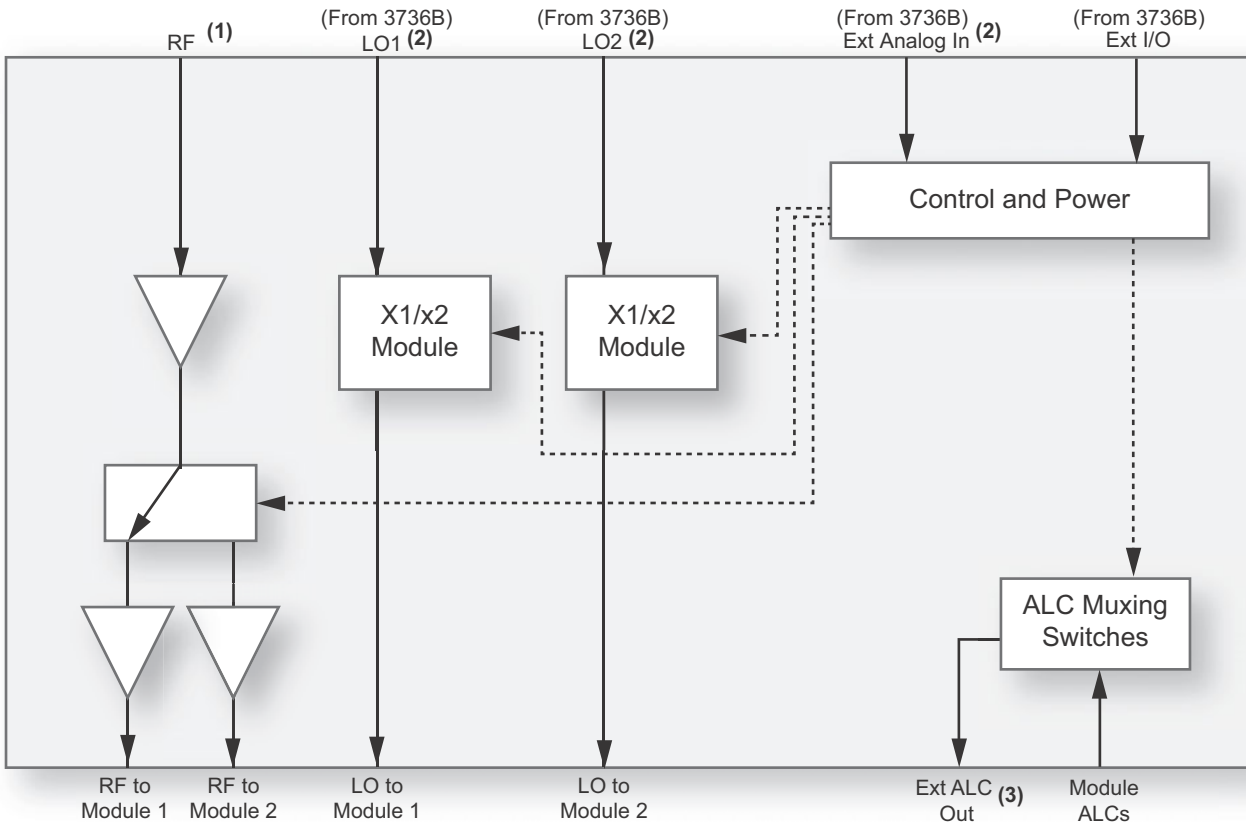 RF (1)
(From 3736B)
LO1 (2)
(From 3736B)
LO2 (2)
(From 3736B)
Ext Analog In (2)
(From 3736B)
Ext I/O
Control and Power
X1/x2
Module
X1/x2
Module
ALC Muxing
Switches
RF to
Module 1
RF to
Module 2
LO to
Module 1
LO to
Module 2
Ext ALC (3)
Out
Module
ALCs